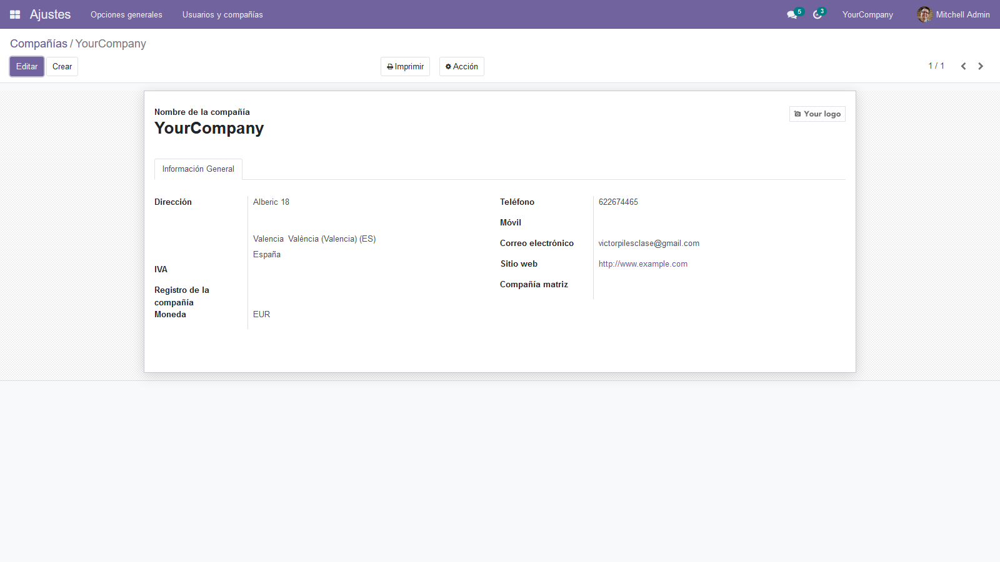 Ajustes Opciones generales Usuarios y compañías 5 3 YourCompany Mitchell Admin
Compañías / YourCompany
Editar Crear Imprimir Acción 1 / 1
Nombre de la compañía
YourCompany
Your logo
Información General
Dirección Alberic 18
Valencia València (Valencia) (ES)
España
IVA
Registro de la
compañía
Moneda EUR
Teléfono 622674465
Móvil
Correo electrónico victorpilesclase@gmail.com
Sitio web http://www.example.com
Compañía matriz